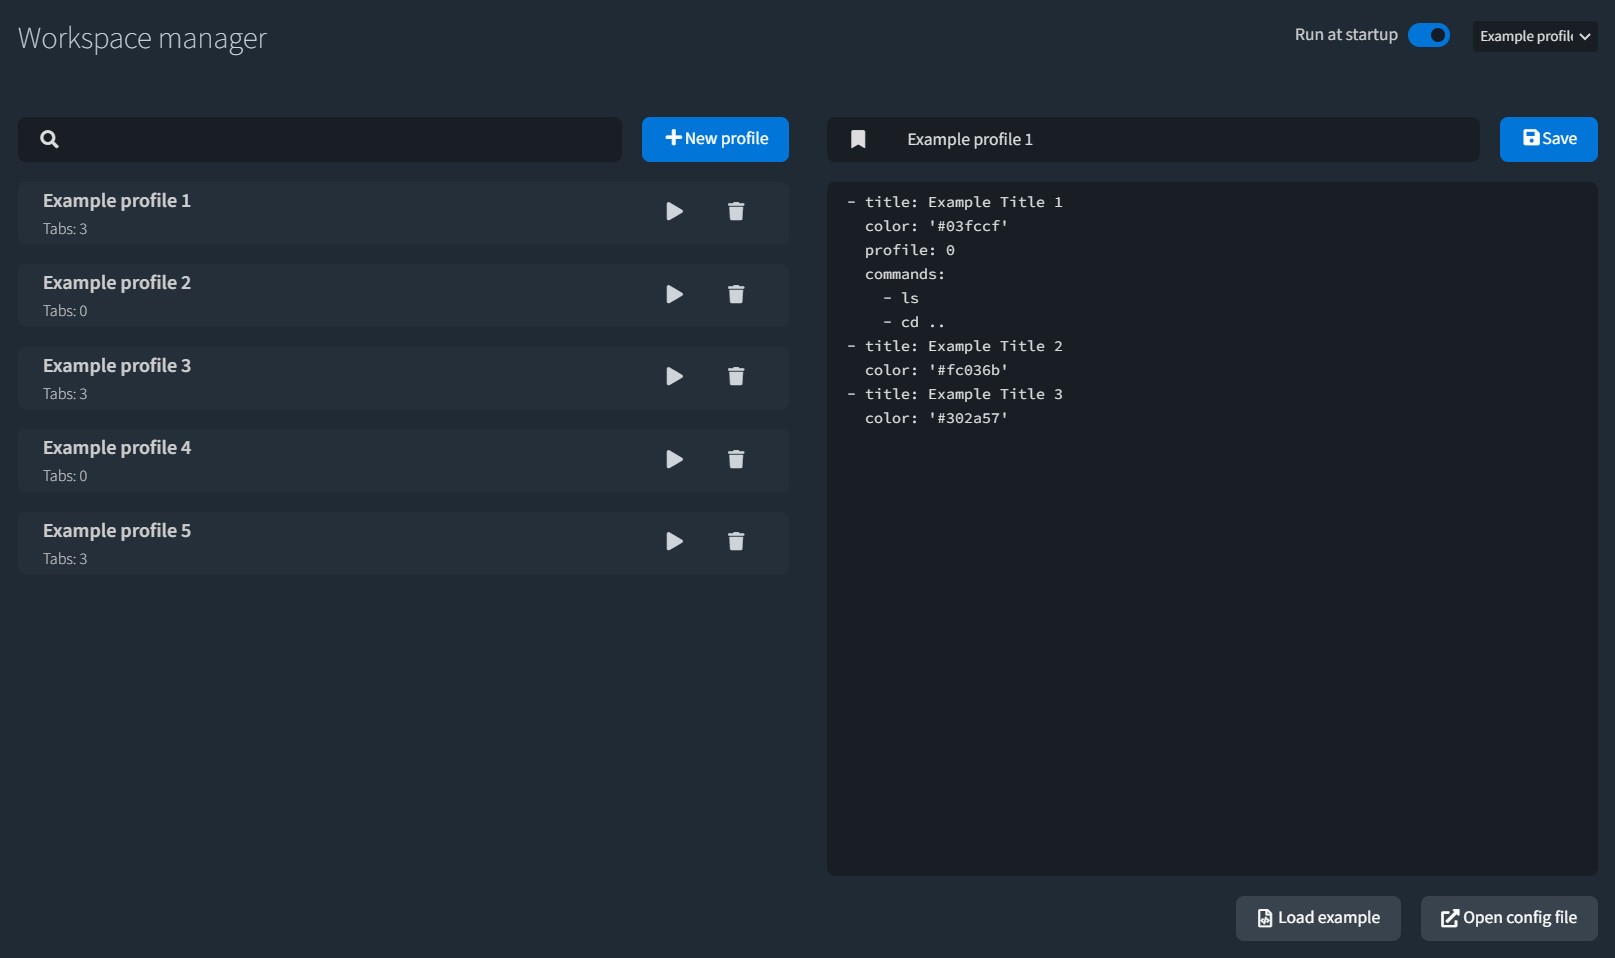 Workspace manager
Run at startup
Example profil
New profile
Example profile 1
Tabs: 3
Example profile 2
Tabs: 0
Example profile 3
Tabs: 3
Example profile 4
Tabs: 0
Example profile 5
Tabs: 3
Example profile 1
Save
- title: Example Title 1
  color: '#03fccf'
  profile: 0
  commands:
    - ls
    - cd ..
- title: Example Title 2
  color: '#fc036b'
- title: Example Title 3
  color: '#302a57'
Load example
Open config file